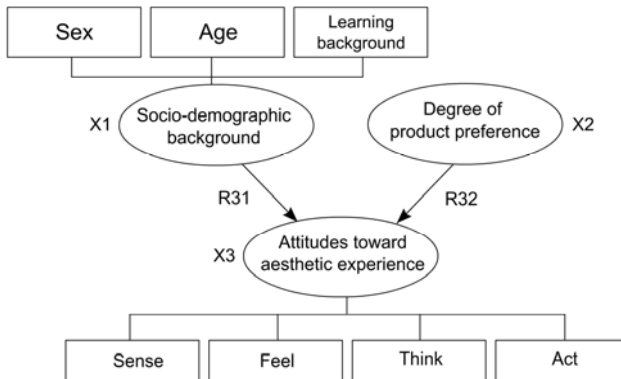 Sex
Age
Learning
background
X1
Socio-demographic
background
Degree of
product preference
X2
R31
R32
X3
Attitudes toward
aesthetic experience
Sense
Feel
Think
Act